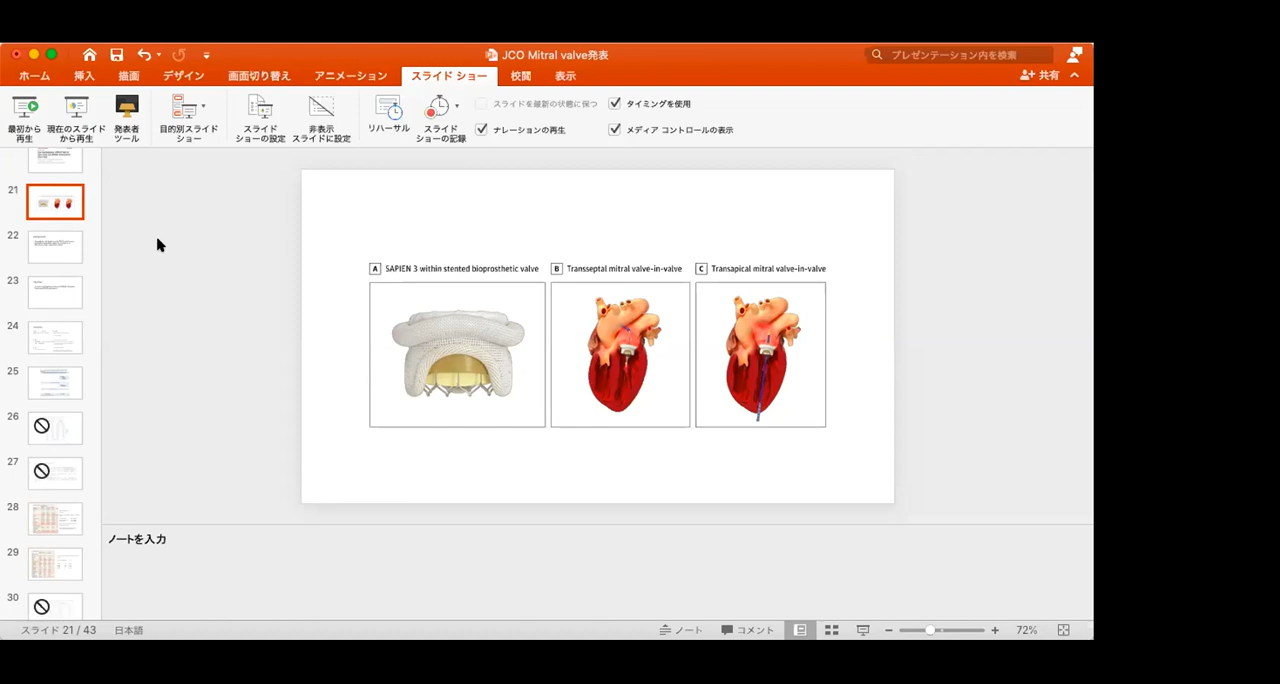 JCO Mitral valve発表
プレゼンテーション内を検索
ホーム 挿入 描画 デザイン 画面切り替え アニメーション スライド ショー 校閲 表示 共有
最初から
再生
現在のスライド
から再生
発表者
ツール
目的別スライド
ショー
スライド
ショーの設定
非表示
スライドに設定
リハーサル
スライド
ショーの記録
スライドを最新の状態に保つ
タイミングを使用
ナレーションの再生
メディア コントロールの表示
21
22
23
24
25
26
27
28
29
30
A SAPIEN 3 within stented bioprosthetic valve
B Transseptal mitral valve-in-valve
C Transapical mitral valve-in-valve
ノートを入力
スライド 21 / 43 日本語 ノート コメント 72%